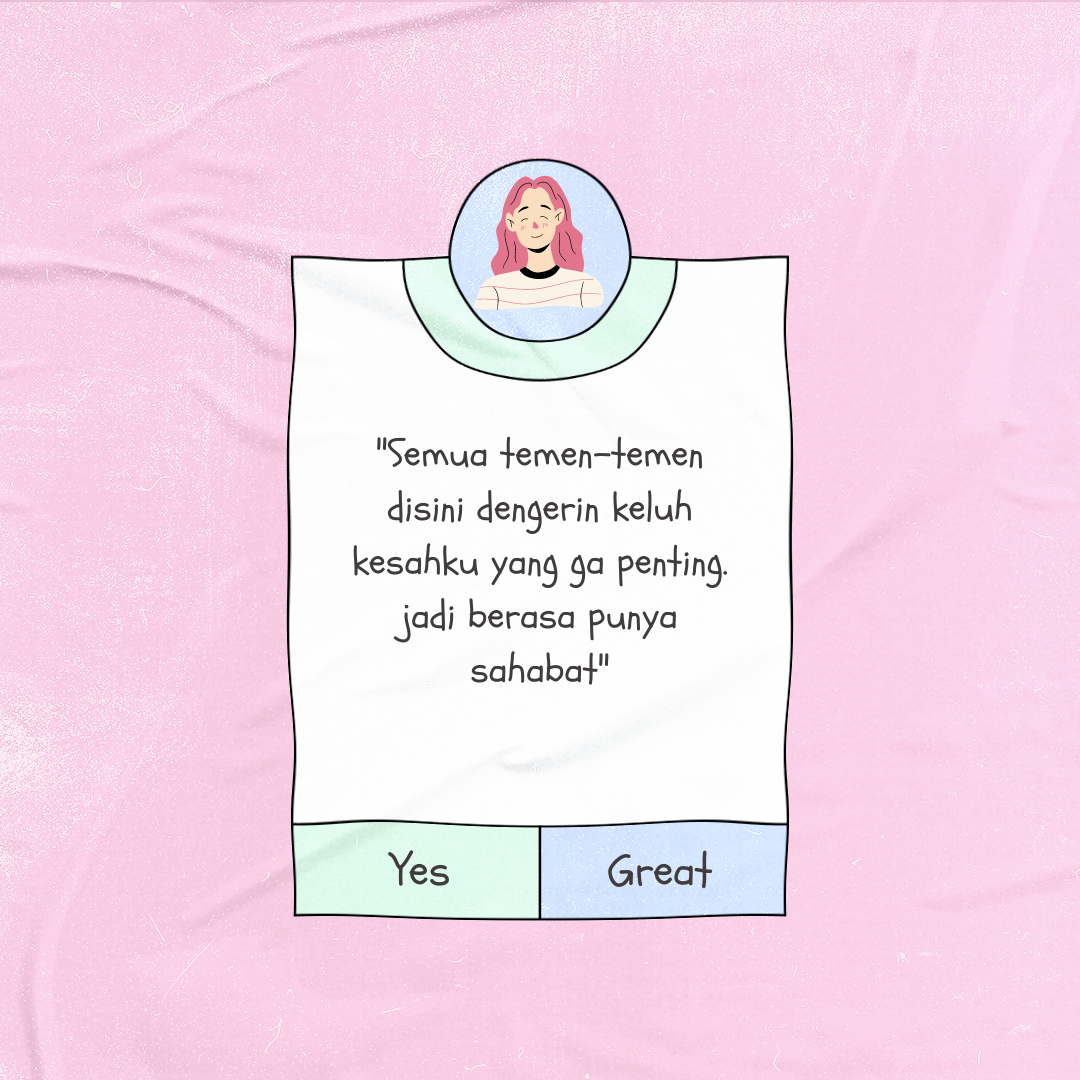 "Semua temen-temen
disini dengerin keluh
kesahku yang ga penting.
jadi berasa punya
sahabat"
Yes
Great